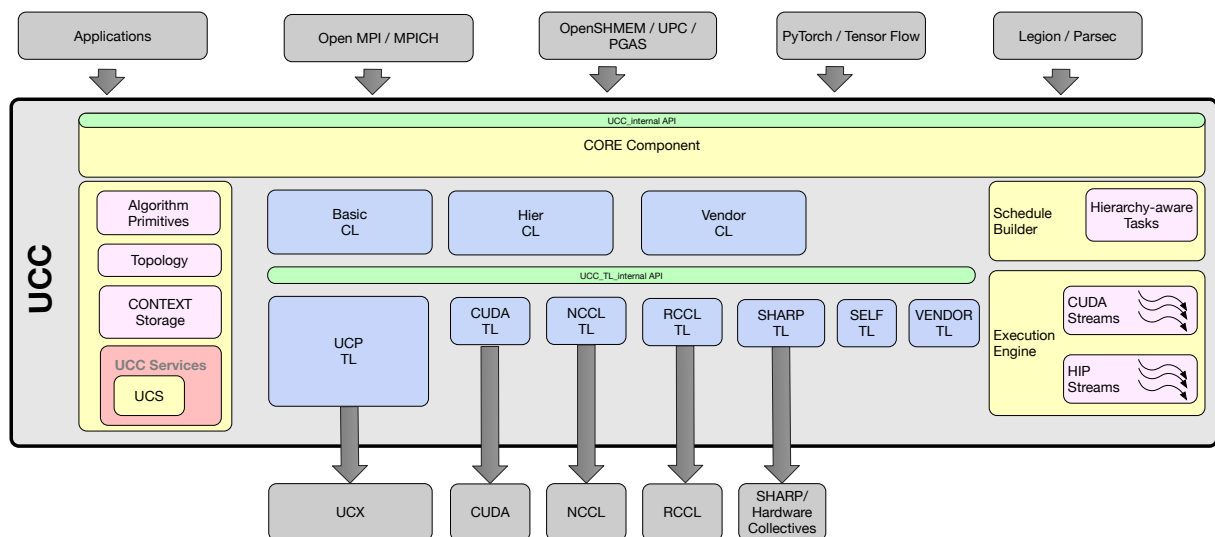 Applications
Open MPI / MPICH
OpenSHMEM / UPC /
PGAS
PyTorch / Tensor Flow
Legion / Parsec
UCC
UCC_internal API
CORE Component
Algorithm
Primitives
Topology
CONTEXT
Storage
UCC Services
UCS
Basic
CL
Hier
CL
Vendor
CL
UCC_TL_internal API
UCP
TL
CUDA
TL
NCCL
TL
RCCL
TL
SHARP
TL
SELF
TL
VENDOR
TL
Schedule
Builder
Hierarchy-aware
Tasks
Execution
Engine
CUDA
Streams
HIP
Streams
UCX
CUDA
NCCL
RCCL
SHARP/
Hardware
Collectives